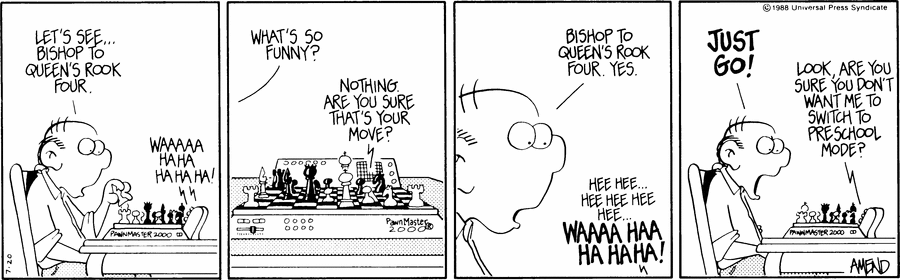 LET'S SEE...
BISHOP TO
QUEEN'S ROOK
FOUR.
WAAAAA
HA HA
HA HA HA!
PAWNMASTER 2000
7-20
WHAT'S SO
FUNNY?
NOTHING.
ARE YOU SURE
THAT'S YOUR
MOVE?
PawnMaster
2000
BISHOP TO
QUEEN'S ROOK
FOUR. YES.
HEE HEE...
HEE HEE HEE
HEE...
WAAAA HAA
HA HA HA!
©1988 Universal Press Syndicate
JUST
GO!
LOOK, ARE YOU
SURE YOU DON'T
WANT ME TO
SWITCH TO
PRESCHOOL
MODE?
PAWNMASTER 2000
AMEND